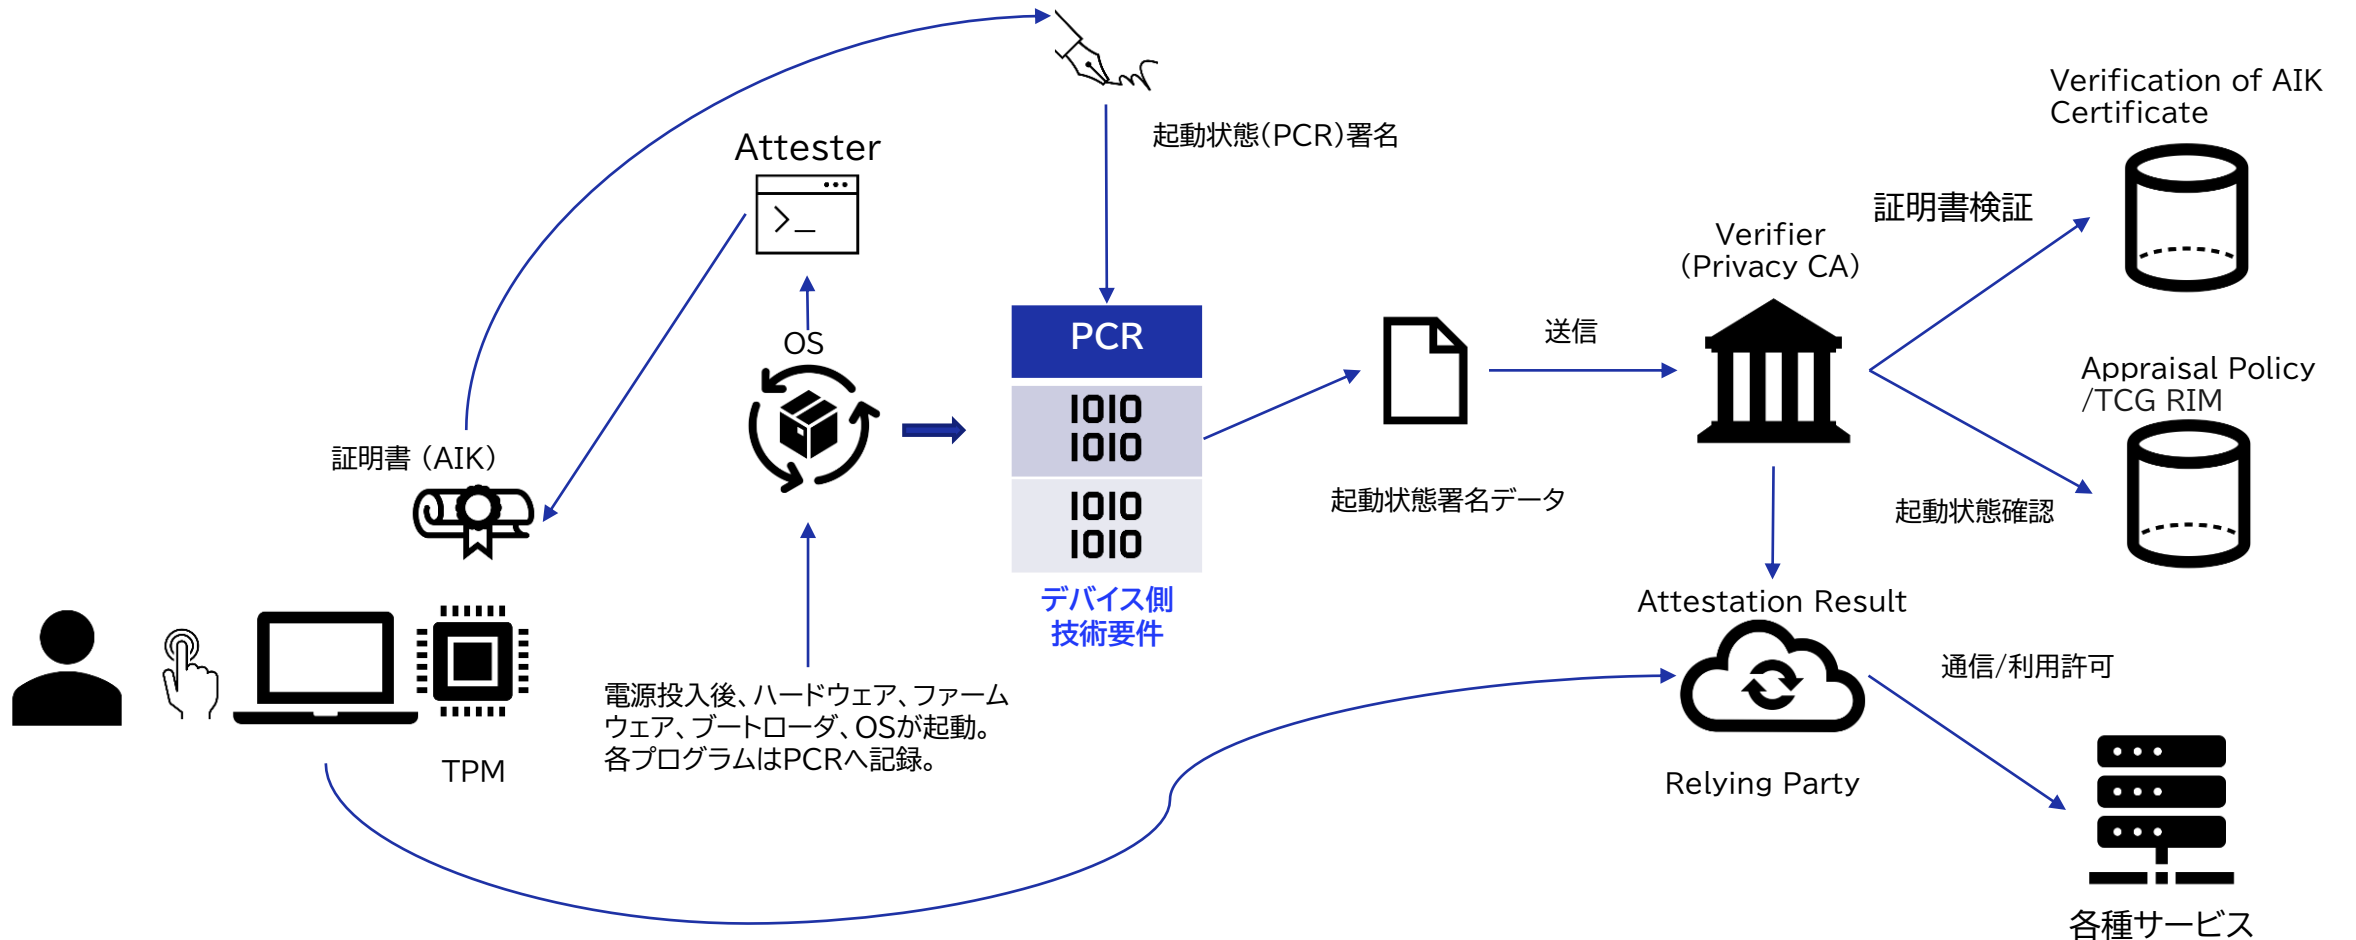 Verification of AIK
Certificate
起動状態(PCR)署名
Attester
証明書検証
Verifier
(Privacy CA)
送信
OS
PCR
1010
1010
1010
1010
Appraisal Policy
/TCG RIM
証明書 (AIK)
起動状態署名データ
起動状態確認
デバイス側
技術要件
Attestation Result
通信/利用許可
電源投入後、ハードウェア、ファーム
ウェア、ブートローダ、OSが起動。
各プログラムはPCRへ記録。
TPM
Relying Party
各種サービス